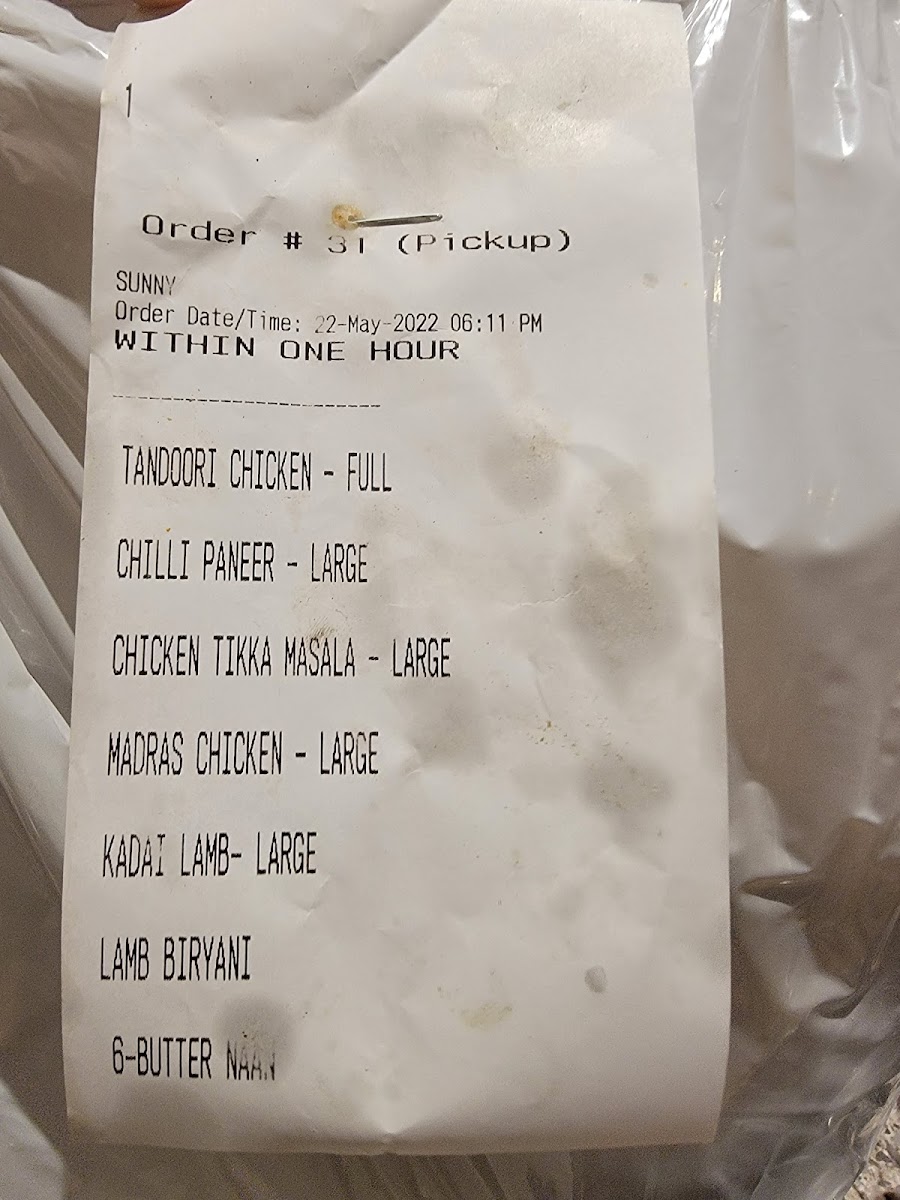 1
Order # 31 (Pickup)
SUNNY
Order Date/Time: 22-May-2022 06:11 PM
WITHIN ONE HOUR
------------------------
TANDOORI CHICKEN - FULL
CHILLI PANEER - LARGE
CHICKEN TIKKA MASALA - LARGE
MADRAS CHICKEN - LARGE
KADAI LAMB- LARGE
LAMB BIRYANI
6-BUTTER NAAN